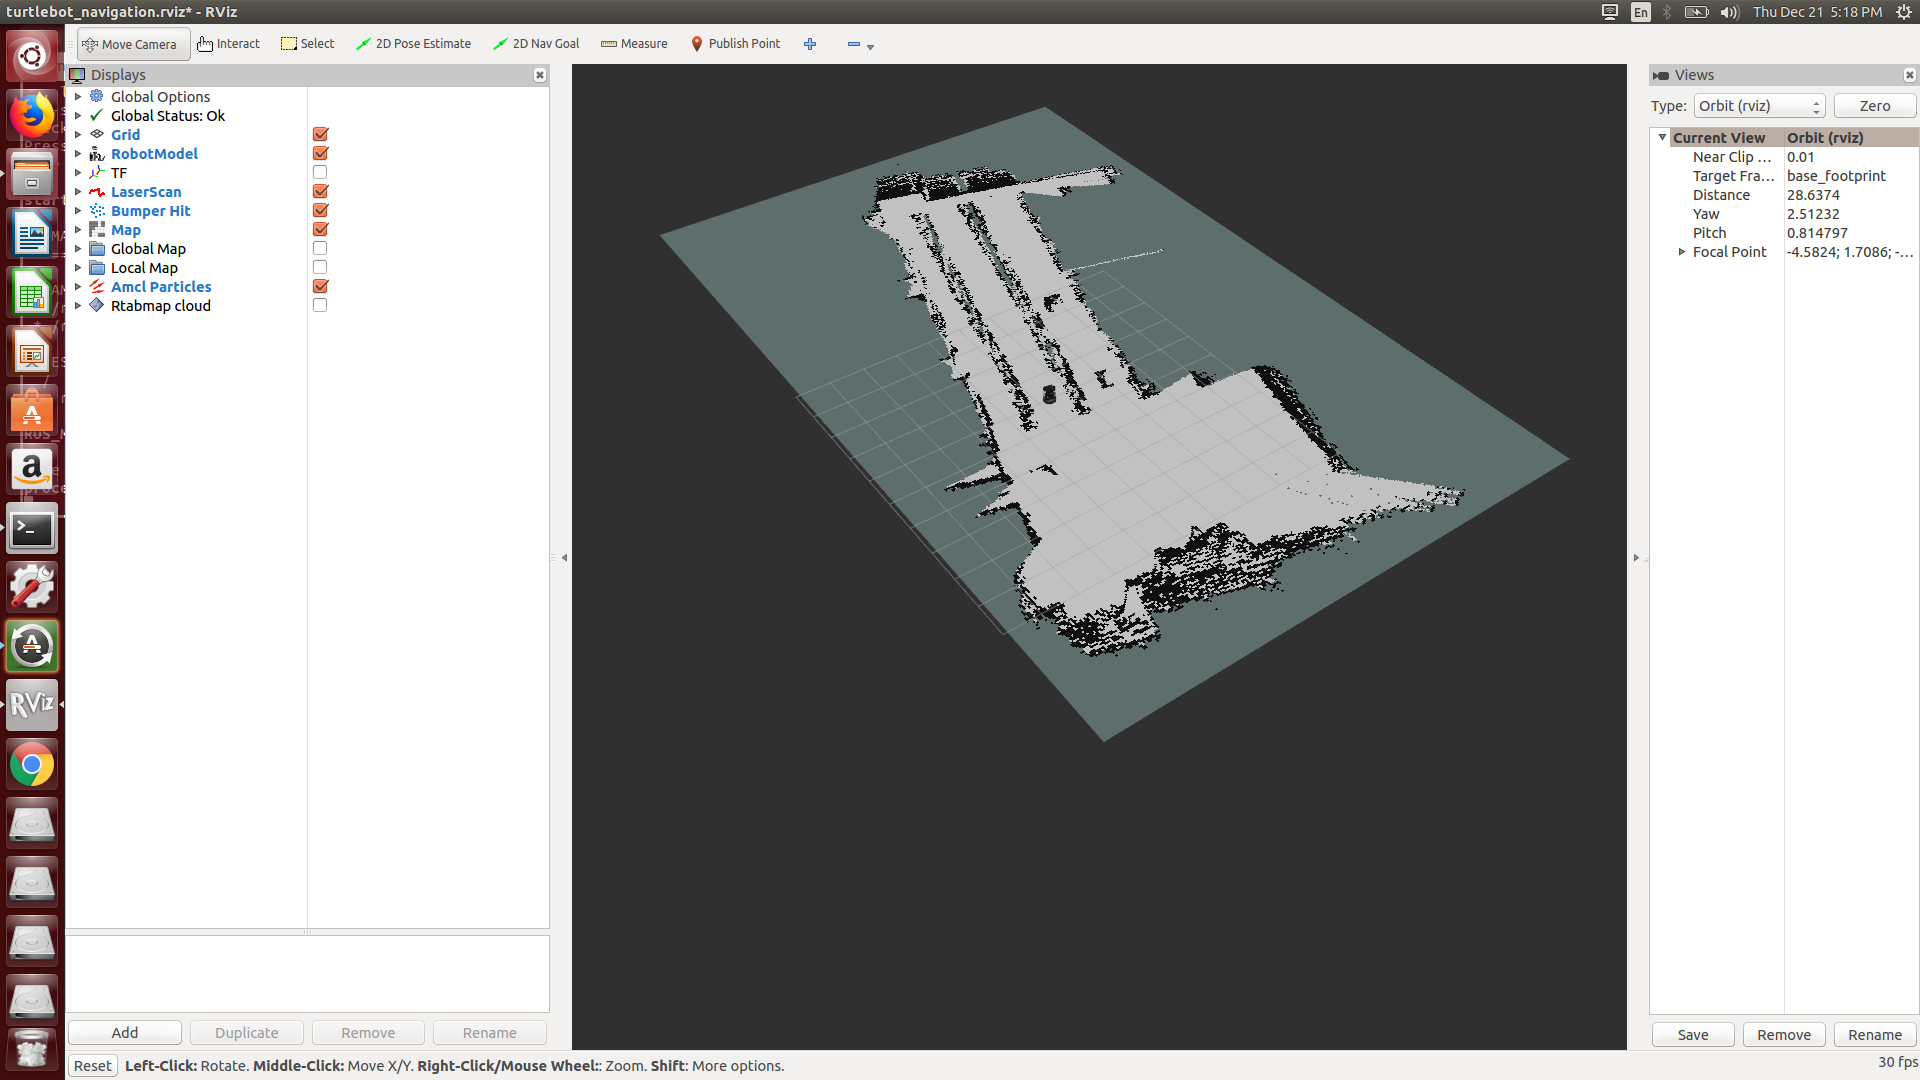 turtlebot_navigation.rviz* - RViz
En
Thu Dec 21 5:18 PM
Move Camera
Interact
Select
2D Pose Estimate
2D Nav Goal
Measure
Publish Point
Displays
Global Options
Global Status: Ok
Grid
RobotModel
TF
LaserScan
Bumper Hit
Map
Global Map
Local Map
Amcl Particles
Rtabmap cloud
Add
Duplicate
Remove
Rename
Reset
Left-Click: Rotate. Middle-Click: Move X/Y. Right-Click/Mouse Wheel:: Zoom. Shift: More options.
Views
Type: Orbit (rviz)
Zero
Current View Orbit (rviz)
Near Clip ... 0.01
Target Fra... base_footprint
Distance 28.6374
Yaw 2.51232
Pitch 0.814797
Focal Point -4.5824; 1.7086; -...
Save
Remove
Rename
30 fps
RViz